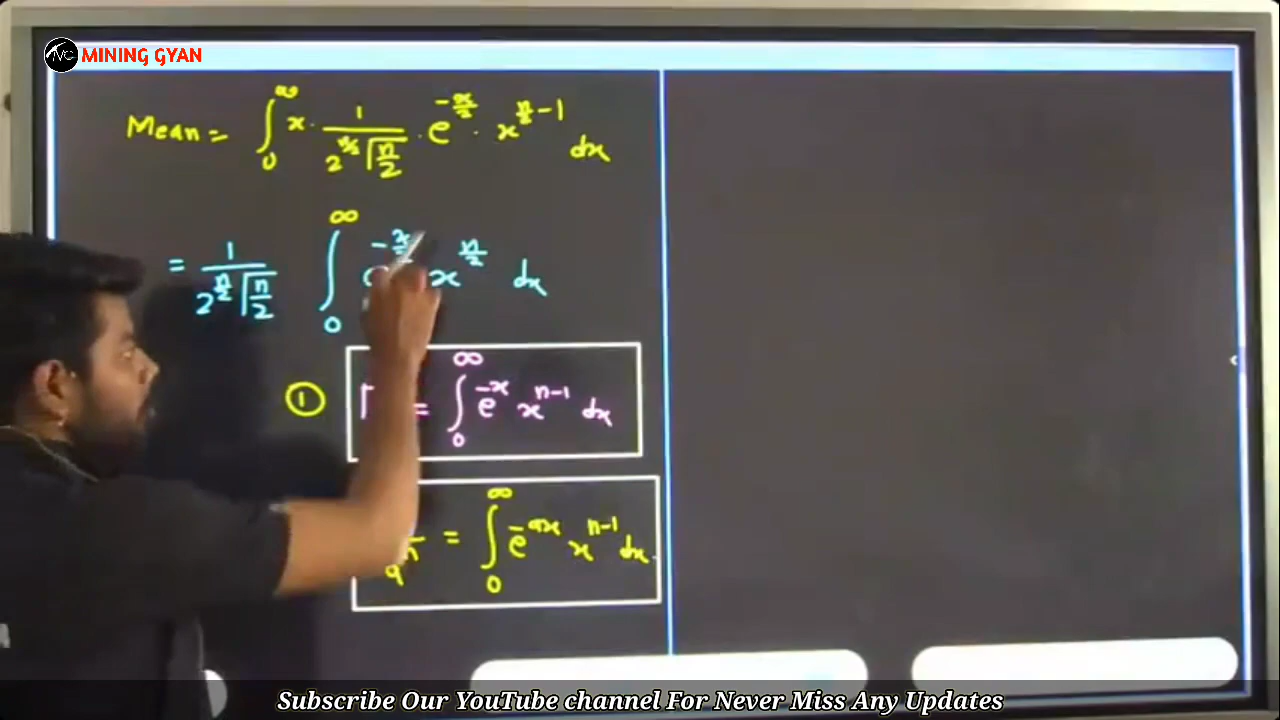 MINING GYAN
Mean = ∫₀^∞ x · 1/(2^(n/2) √(n/2)) · e^(-x/2) · x^(n/2 - 1) dx
= 1/(2^(n/2) √(n/2)) ∫₀^∞ x^(n/2) dx
① = ∫₀^∞ e^(-x) x^(n-1) dx
= ∫₀^∞ e^(-ax) x^(n-1) dx
Subscribe Our YouTube channel For Never Miss Any Updates